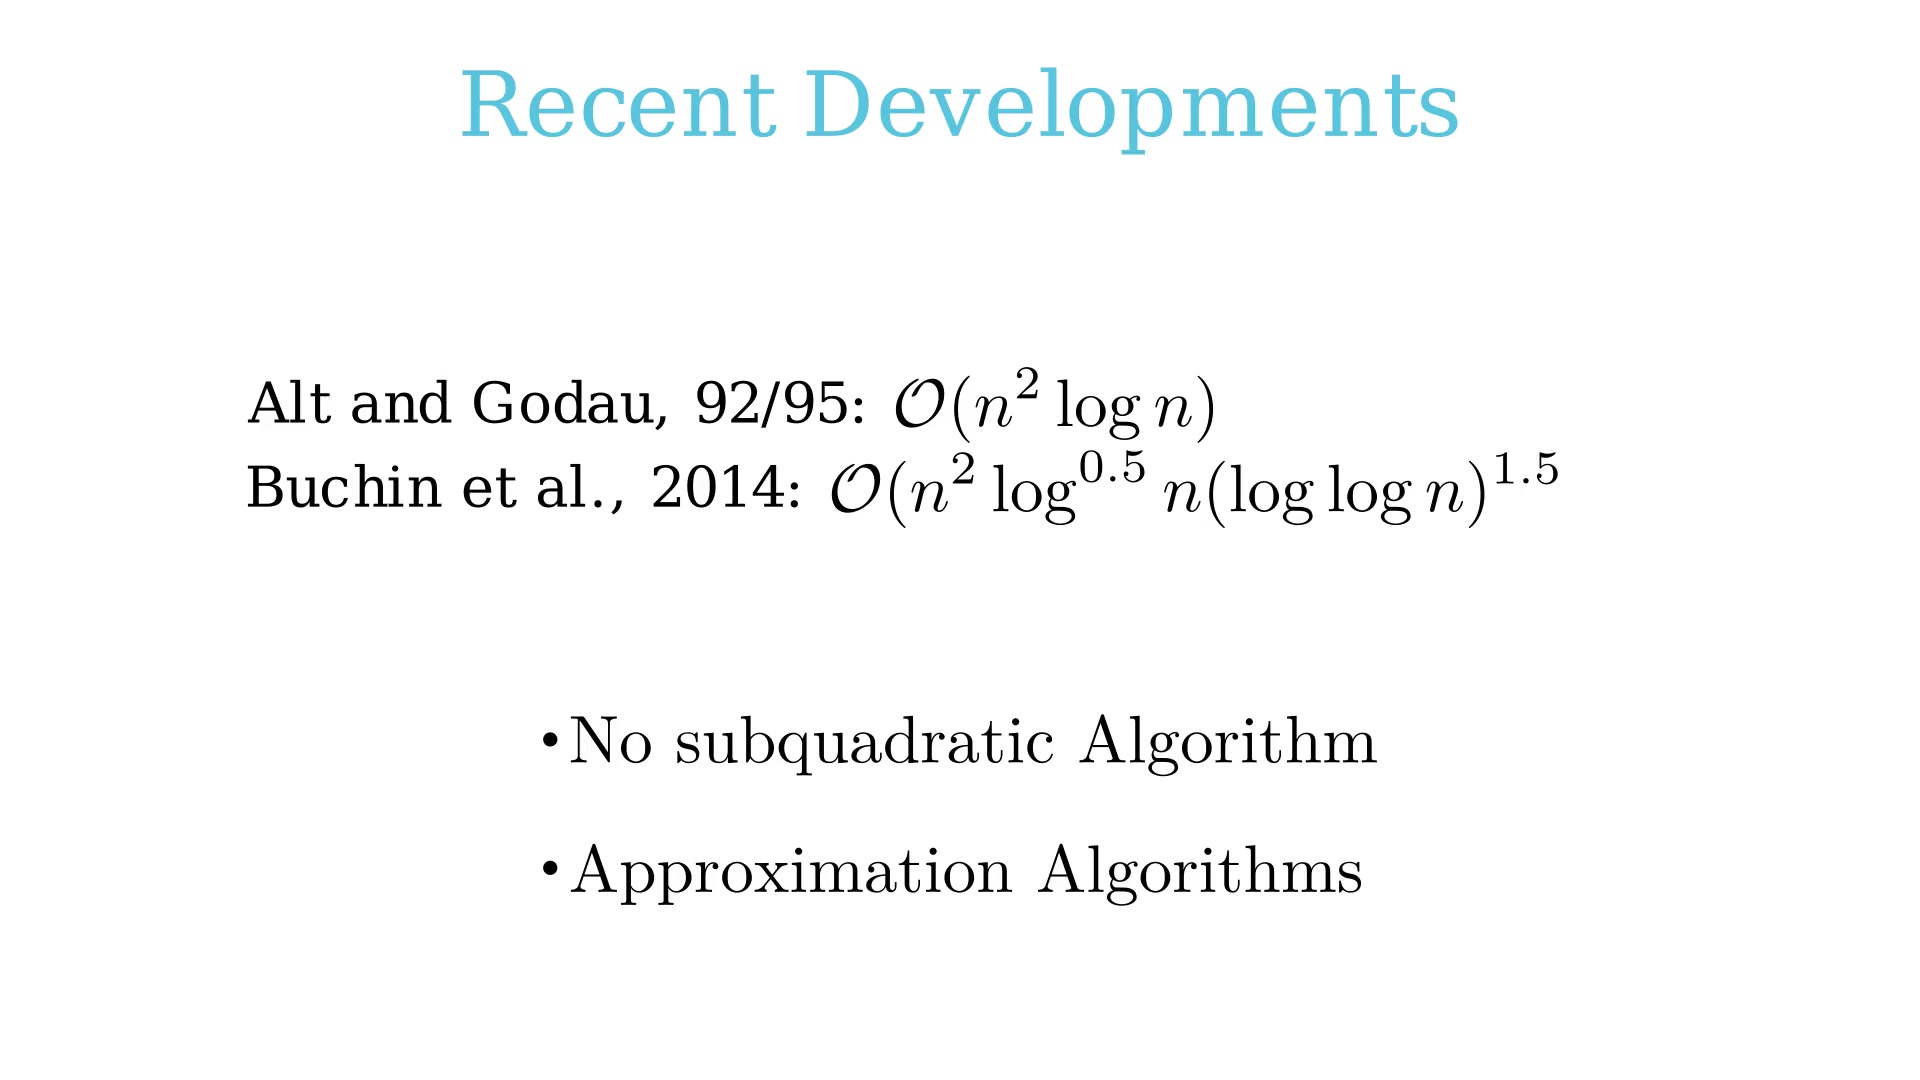 Recent Developments
Alt and Godau, 92/95: $\mathcal{O}(n^2 \log n)$
Buchin et al., 2014: $\mathcal{O}(n^2 \log^{0.5} n(\log \log n)^{1.5}$
• No subquadratic Algorithm
• Approximation Algorithms